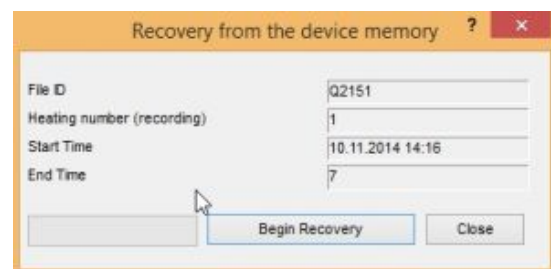 Recovery from the device memory ? ×
File ID Q2151
Heating number (recording) 1
Start Time 10.11.2014 14:16
End Time 7
Begin Recovery Close